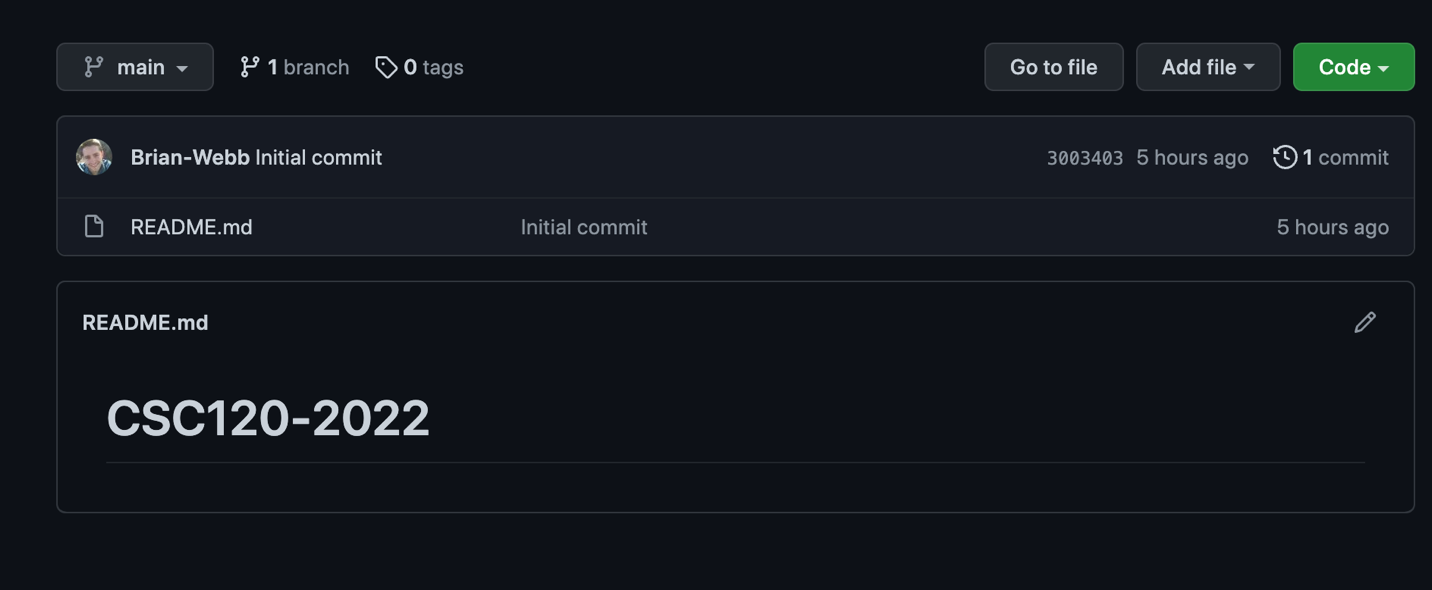 main 1 branch 0 tags Go to file Add file Code
Brian-Webb Initial commit 3003403 5 hours ago 1 commit
README.md Initial commit 5 hours ago
README.md
CSC120-2022